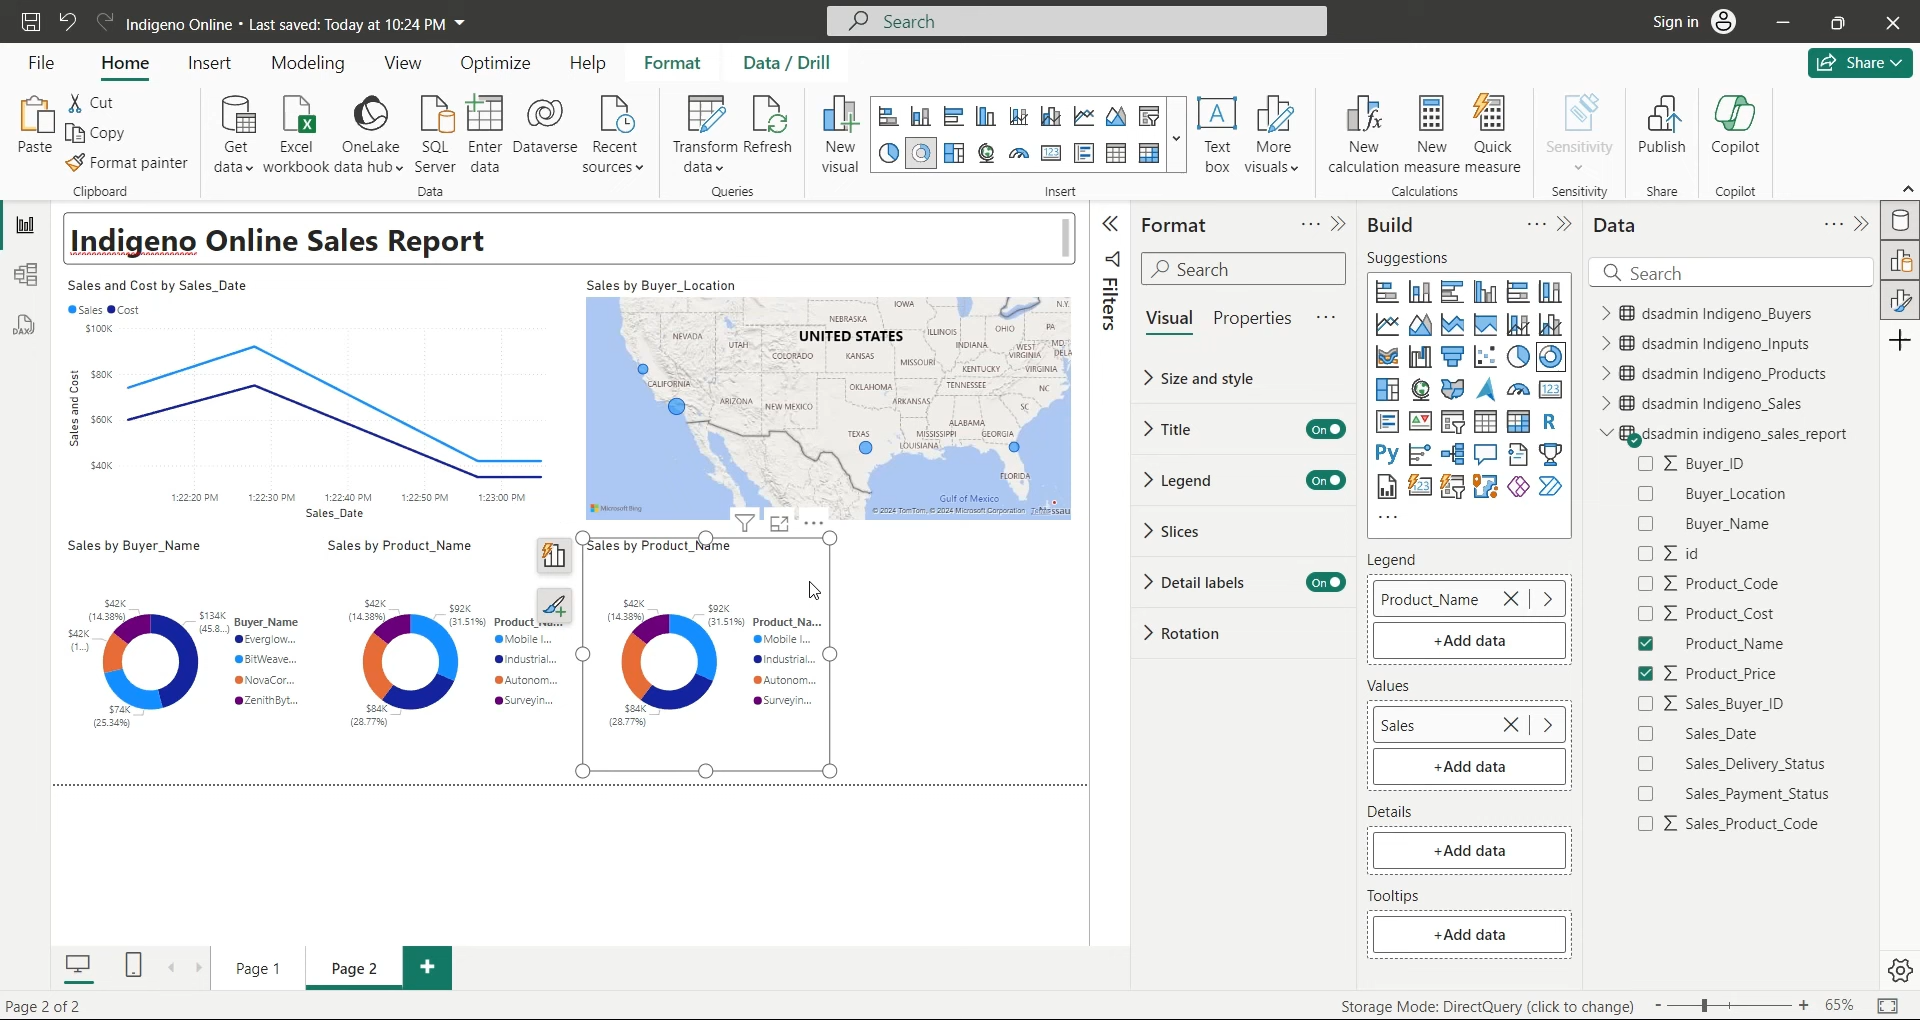 Indigeno Online • Last saved: Today at 10:24 PM
Search
Sign in
File
Home
Insert
Modeling
View
Optimize
Help
Format
Data / Drill
Share
Paste
Cut
Copy
Format painter
Clipboard
Get data
Excel workbook
OneLake data hub
SQL Server
Enter data
Dataverse
Recent sources
Data
Transform data
Refresh
Queries
New visual
Text box
More visuals
Insert
New calculation
New measure
Quick measure
Calculations
Sensitivity
Sensitivity
Publish
Share
Copilot
Copilot
Indigeno Online Sales Report
Sales and Cost by Sales_Date
Sales Cost
$100K
$80K
$60K
$40K
Sales and Cost
1:22:20 PM
1:22:30 PM
1:22:40 PM
1:22:50 PM
1:23:00 PM
Sales_Date
Sales by Buyer_Location
UNITED STATES
IOWA
N.Y.
NEBRASKA
NEVADA
UTAH
COLORADO
KANSAS
ILLINOIS
INDIANA
OHIO
PA
MD.
DELA
WEST VIRGINIA
VIRGINIA
MISSOURI
KENTUCKY
CALIFORNIA
ARIZONA
NEW MEXICO
OKLAHOMA
ARKANSAS
TENNESSEE
NC
SC
ALABAMA
MISSISSIPPI
GEORGIA
TEXAS
LOUISIANA
FLORIDA
Gulf of Mexico
Microsoft Bing
© 2024 TomTom, © 2024 Microsoft Corporation
Nassau
Sales by Buyer_Name
$42K
(14.38%)
$42K
(1...)
$134K
(45.8...)
$74K
(25.34%)
Buyer_Name
Everglow...
BitWeave...
NovaCor...
ZenithByt...
Sales by Product_Name
$42K
(14.38%)
$92K
(31.51%)
$84K
(28.77%)
Mobile I...
Industrial...
Autonom...
Surveyin...
Sales by Product_Name
$42K
(14.38%)
$92K
(31.51%)
$84K
(28.77%)
Product_Na...
Mobile I...
Industrial...
Autonom...
Surveyin...
Filters
Format
Search
Visual
Properties
Size and style
Title
On
Legend
On
Slices
Detail labels
On
Rotation
Build
Suggestions
Legend
Product_Name
+Add data
Values
Sales
+Add data
Details
+Add data
Tooltips
+Add data
Data
Search
dsadmin Indigeno_Buyers
dsadmin Indigeno_Inputs
dsadmin Indigeno_Products
dsadmin Indigeno_Sales
dsadmin indigeno_sales_report
Buyer_ID
Buyer_Location
Buyer_Name
id
Product_Code
Product_Cost
Product_Name
Product_Price
Sales_Buyer_ID
Sales_Date
Sales_Delivery_Status
Sales_Payment_Status
Sales_Product_Code
Page 1
Page 2
Page 2 of 2
Storage Mode: DirectQuery (click to change)
65%